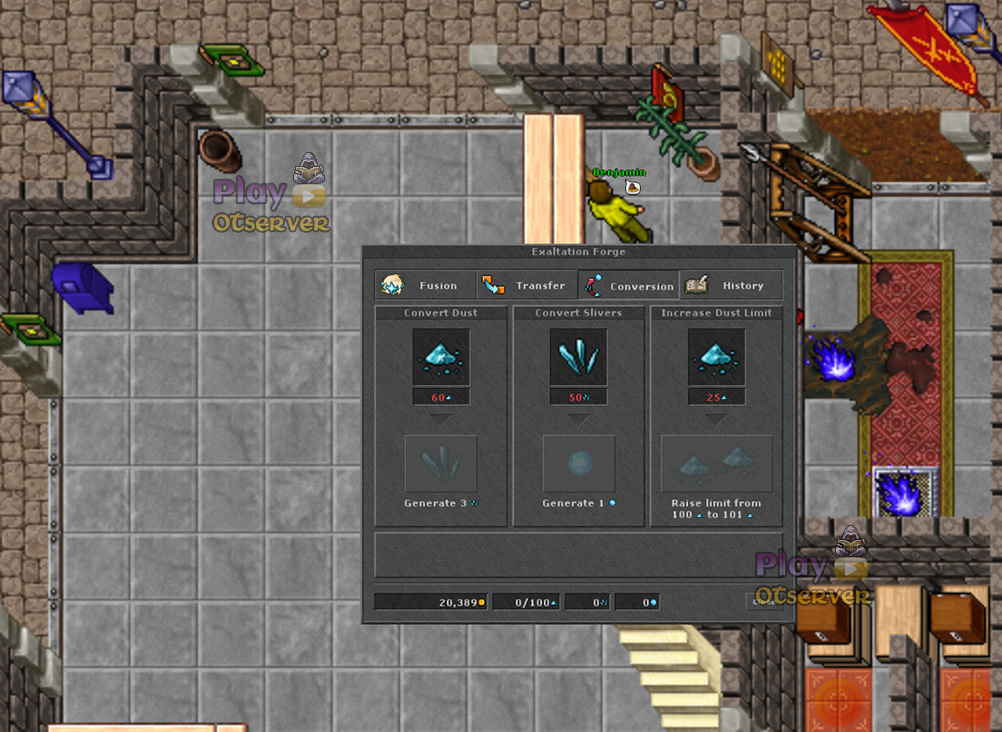 Play
OTSERVER
Benjamin
Exaltation Forge
Fusion
Transfer
Conversion
History
Convert Dust
Convert Slivers
Increase Dust Limit
60
50
25
Generate 3
Generate 1
Raise limit from
100 to 101
Play
OTSERVER
20,389
0/100
0
0